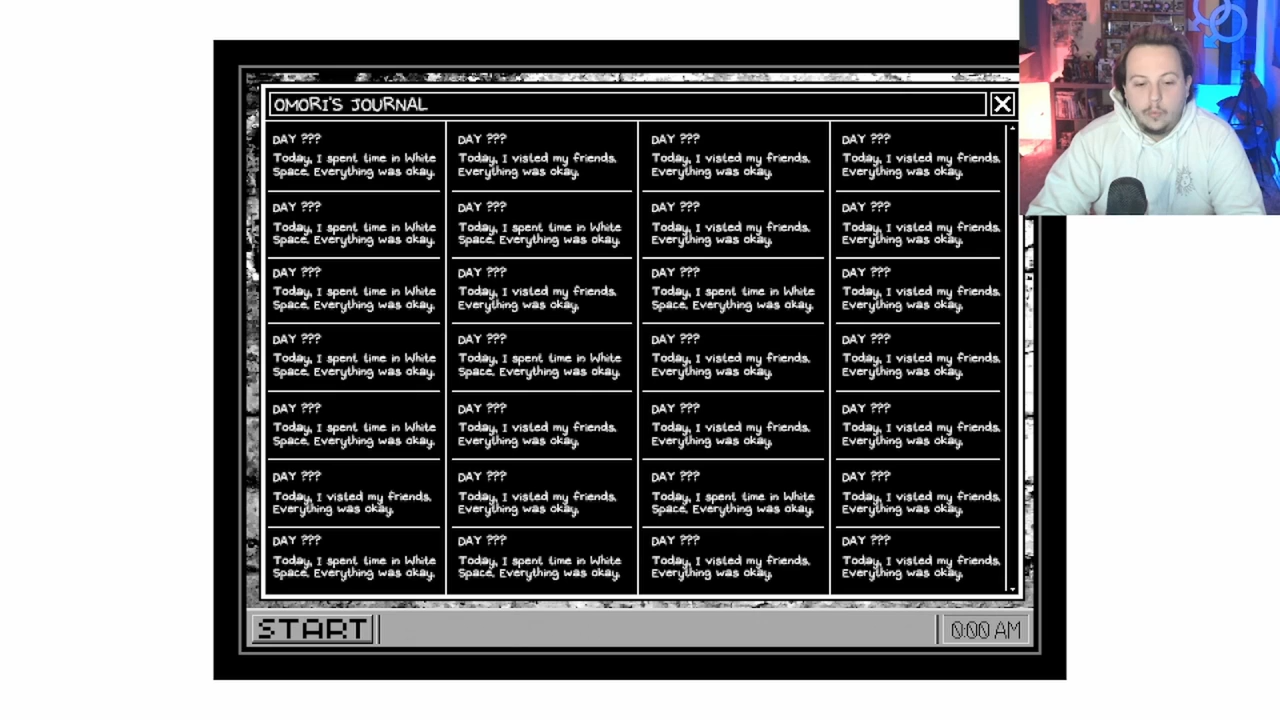 OMORI'S JOURNAL
DAY ???
Today, I spent time in White
Space. Everything was okay.
DAY ???
Today, I spent time in White
Space. Everything was okay.
DAY ???
Today, I spent time in White
Space. Everything was okay.
DAY ???
Today, I spent time in White
Space. Everything was okay.
DAY ???
Today, I spent time in White
Space. Everything was okay.
DAY ???
Today, I visted my friends.
Everything was okay.
DAY ???
Today, I spent time in White
Space. Everything was okay.
DAY ???
Today, I visted my friends.
Everything was okay.
DAY ???
Today, I spent time in White
Space. Everything was okay.
DAY ???
Today, I visted my friends.
Everything was okay.
DAY ???
Today, I spent time in White
Space. Everything was okay.
DAY ???
Today, I visted my friends.
Everything was okay.
DAY ???
Today, I visted my friends.
Everything was okay.
DAY ???
Today, I spent time in White
Space. Everything was okay.
DAY ???
Today, I visted my friends.
Everything was okay.
DAY ???
Today, I visted my friends.
Everything was okay.
DAY ???
Today, I spent time in White
Space. Everything was okay.
DAY ???
Today, I visted my friends.
Everything was okay.
DAY ???
Today, I visted my friends.
Everything was okay.
DAY ???
Today, I spent time in White
Space. Everything was okay.
DAY ???
Today, I visted my friends.
Everything was okay.
DAY ???
Today, I visted my friends.
Everything was okay.
DAY ???
Today, I visted my friends.
Everything was okay.
DAY ???
Today, I visted my friends.
Everything was okay.
DAY ???
Today, I visted my friends.
Everything was okay.
DAY ???
Today, I visted my friends.
Everything was okay.
DAY ???
Today, I visted my friends.
Everything was okay.
DAY ???
Today, I visted my friends.
Everything was okay.
START
0:00 AM